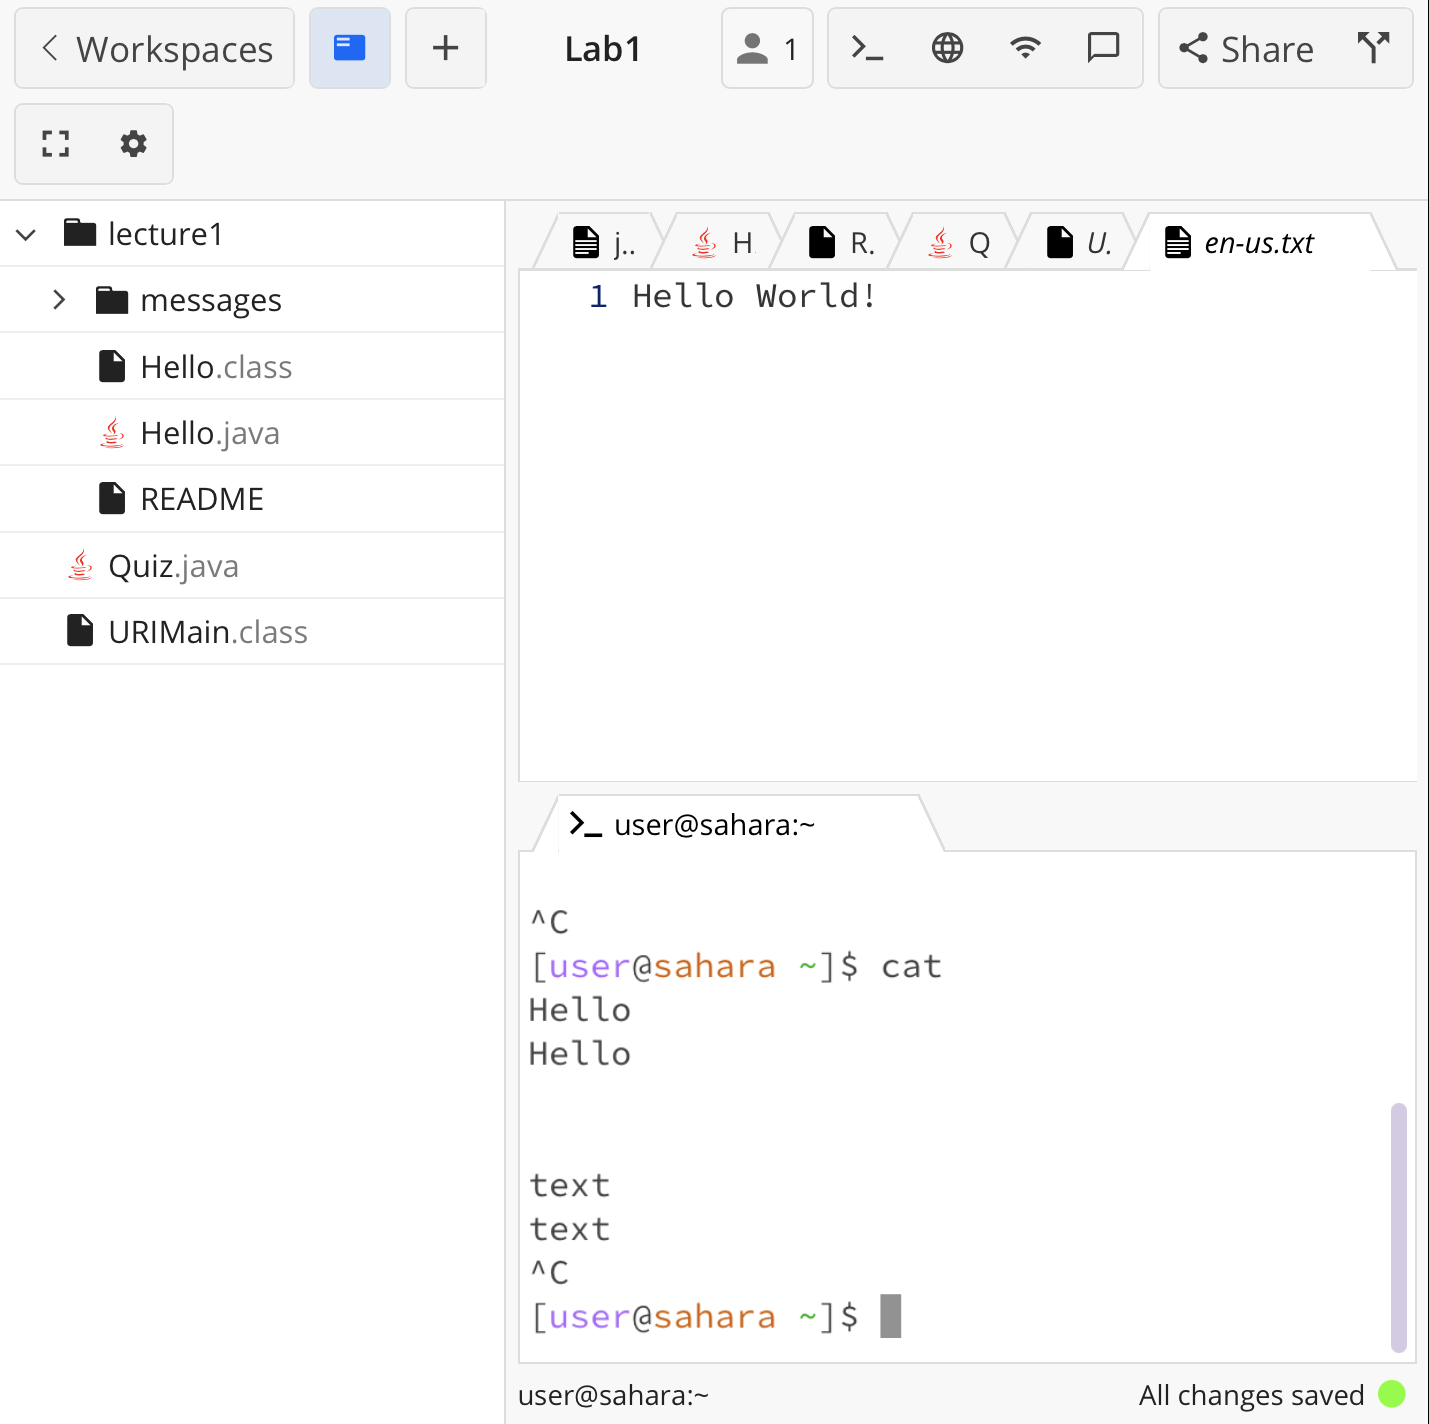 Workspaces
Lab1
1
Share
lecture1
messages
Hello.class
Hello.java
README
Quiz.java
URIMain.class
j..
H
R.
Q
U.
en-us.txt
1 Hello World!
>_ user@sahara:~
^C
[user@sahara ~]$ cat
Hello
Hello
text
text
^C
[user@sahara ~]$
user@sahara:~
All changes saved